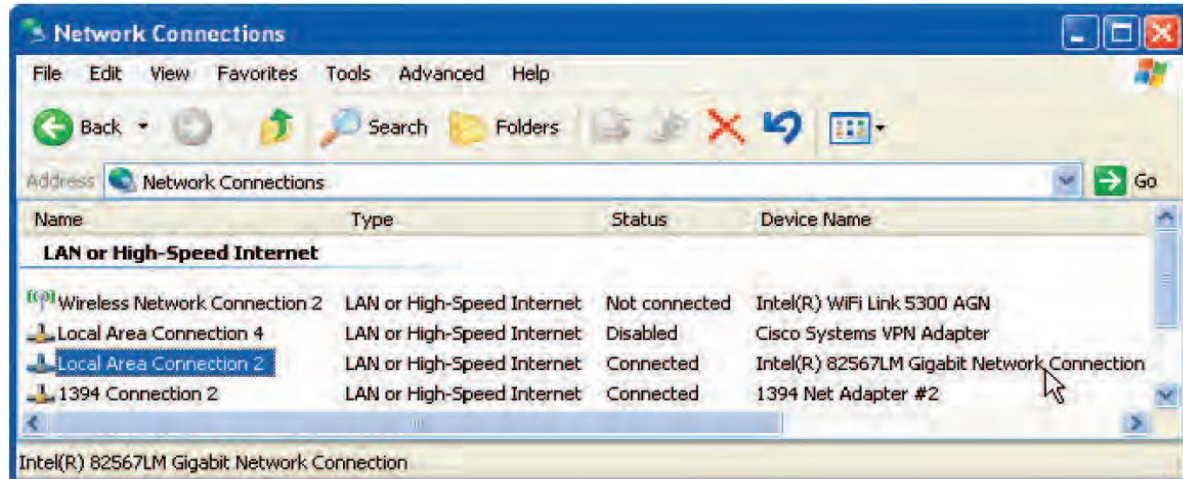 Network Connections
File Edit View Favorites Tools Advanced Help
Back Search Folders
Address Network Connections Go
Name Type Status Device Name
LAN or High-Speed Internet
Wireless Network Connection 2 LAN or High-Speed Internet Not connected Intel(R) WiFi Link 5300 AGN
Local Area Connection 4 LAN or High-Speed Internet Disabled Cisco Systems VPN Adapter
Local Area Connection 2 LAN or High-Speed Internet Connected Intel(R) 82567LM Gigabit Network Connection
1394 Connection 2 LAN or High-Speed Internet Connected 1394 Net Adapter #2
Intel(R) 82567LM Gigabit Network Connection